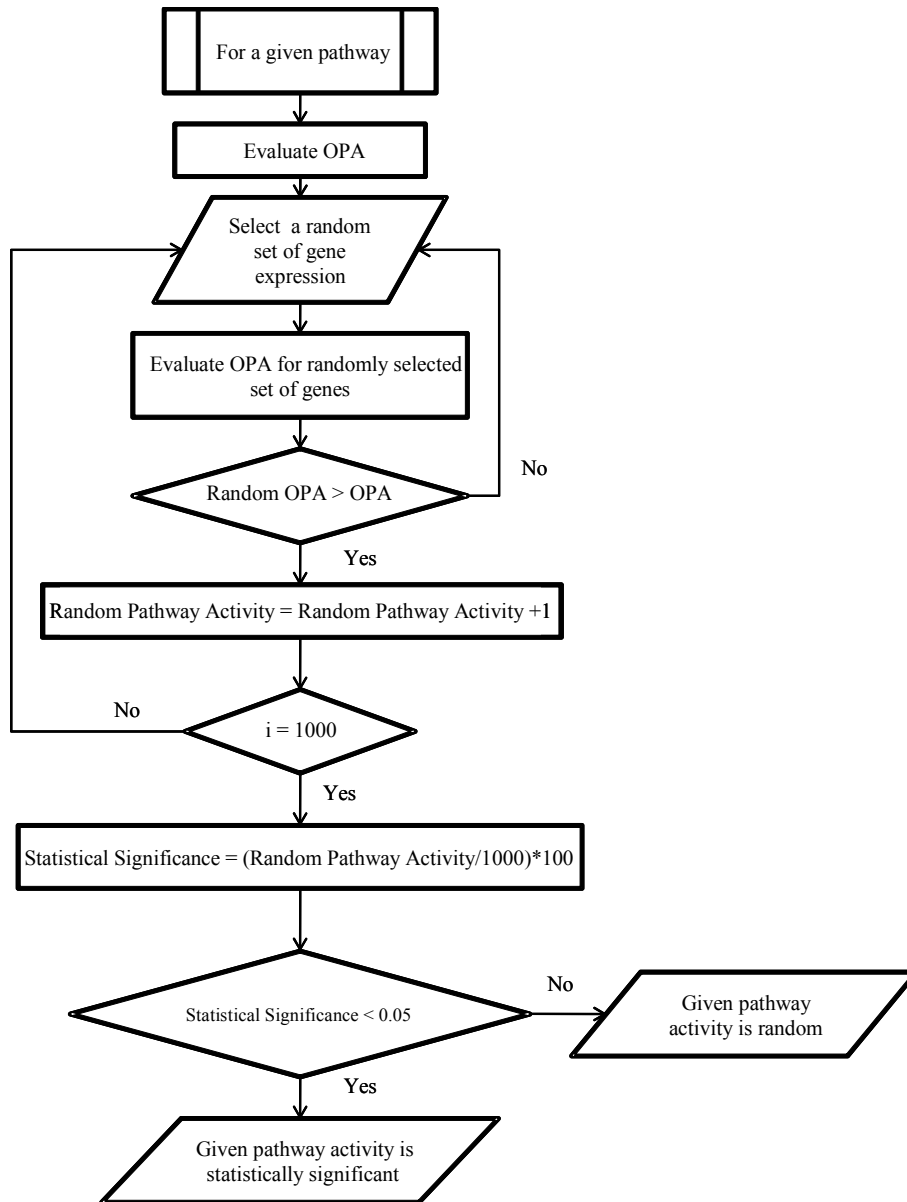 For a given pathway
Evaluate OPA
Select a random
set of gene
expression
Evaluate OPA for randomly selected
set of genes
No
Random OPA > OPA
Yes
Random Pathway Activity = Random Pathway Activity +1
No
i = 1000
Yes
Statistical Significance = (Random Pathway Activity/1000)*100
No
Statistical Significance < 0.05
Given pathway
activity is random
Yes
Given pathway activity is
statistically significant